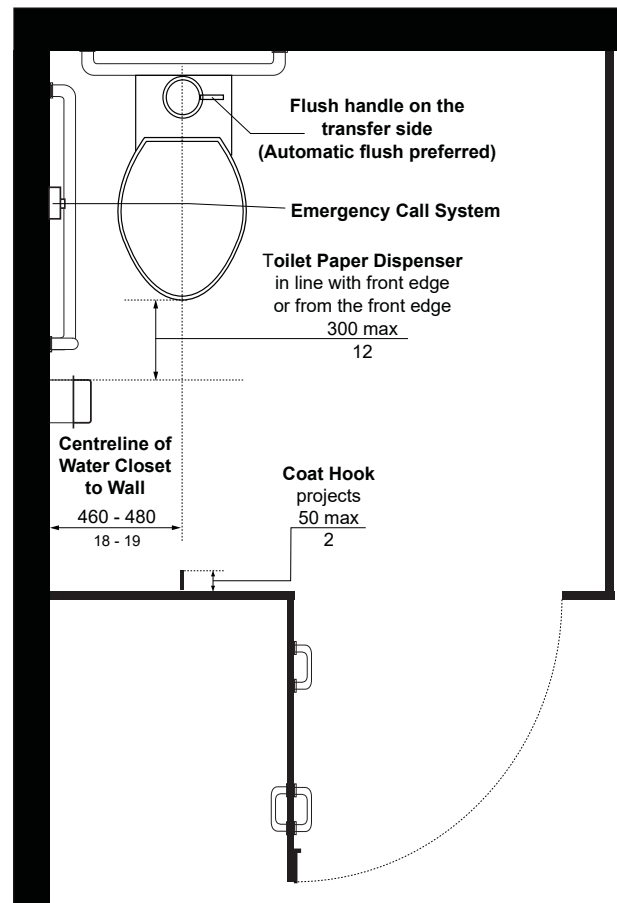 Flush handle on the
transfer side
(Automatic flush preferred)
Emergency Call System
Toilet Paper Dispenser
in line with front edge
or from the front edge
300 max
12
Centreline of
Water Closet
to Wall
460 - 480
18 - 19
Coat Hook
projects
50 max
2